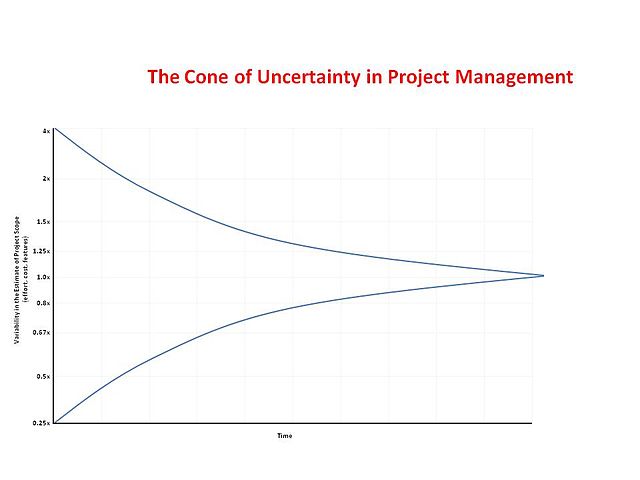 The Cone of Uncertainty in Project Management
4x
2x
1.5x
1.25x
1.0x
0.8x
0.67x
0.5x
0.25x
Variability in the Estimate of Project Scope
(effort, cost, features)
Time